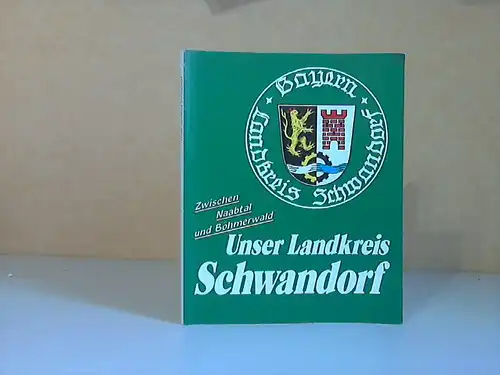 Bayern
Landkreis Schwandorf
Zwischen
Naabtal
und Böhmerwald
Unser Landkreis
Schwandorf